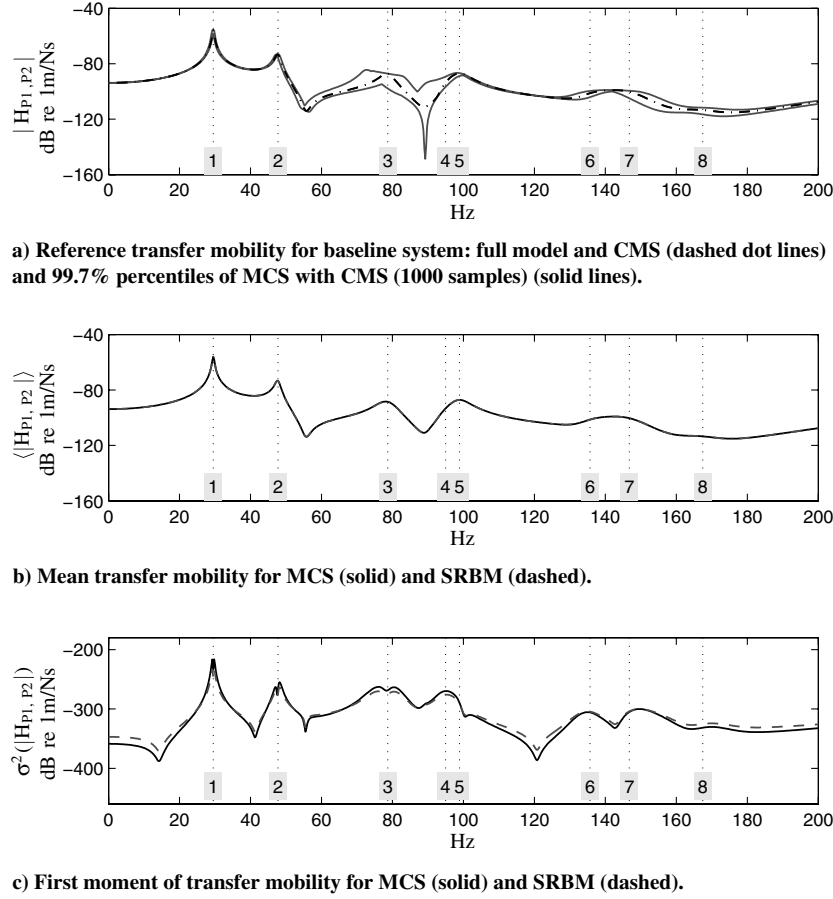 −40
−80
−120
−160
| H_P1, P2 |
dB re 1m/Ns
1 2 3 4 5 6 7 8
0 20 40 60 80 100 120 140 160 180 200
Hz
a) Reference transfer mobility for baseline system: full model and CMS (dashed dot lines)
and 99.7% percentiles of MCS with CMS (1000 samples) (solid lines).
−40
−80
−120
−160
⟨|H_P1, P2 |⟩
dB re 1m/Ns
1 2 3 4 5 6 7 8
0 20 40 60 80 100 120 140 160 180 200
Hz
b) Mean transfer mobility for MCS (solid) and SRBM (dashed).
−200
−300
−400
σ²(|H_P1, P2|)
dB re 1m/Ns
1 2 3 4 5 6 7 8
0 20 40 60 80 100 120 140 160 180 200
Hz
c) First moment of transfer mobility for MCS (solid) and SRBM (dashed).